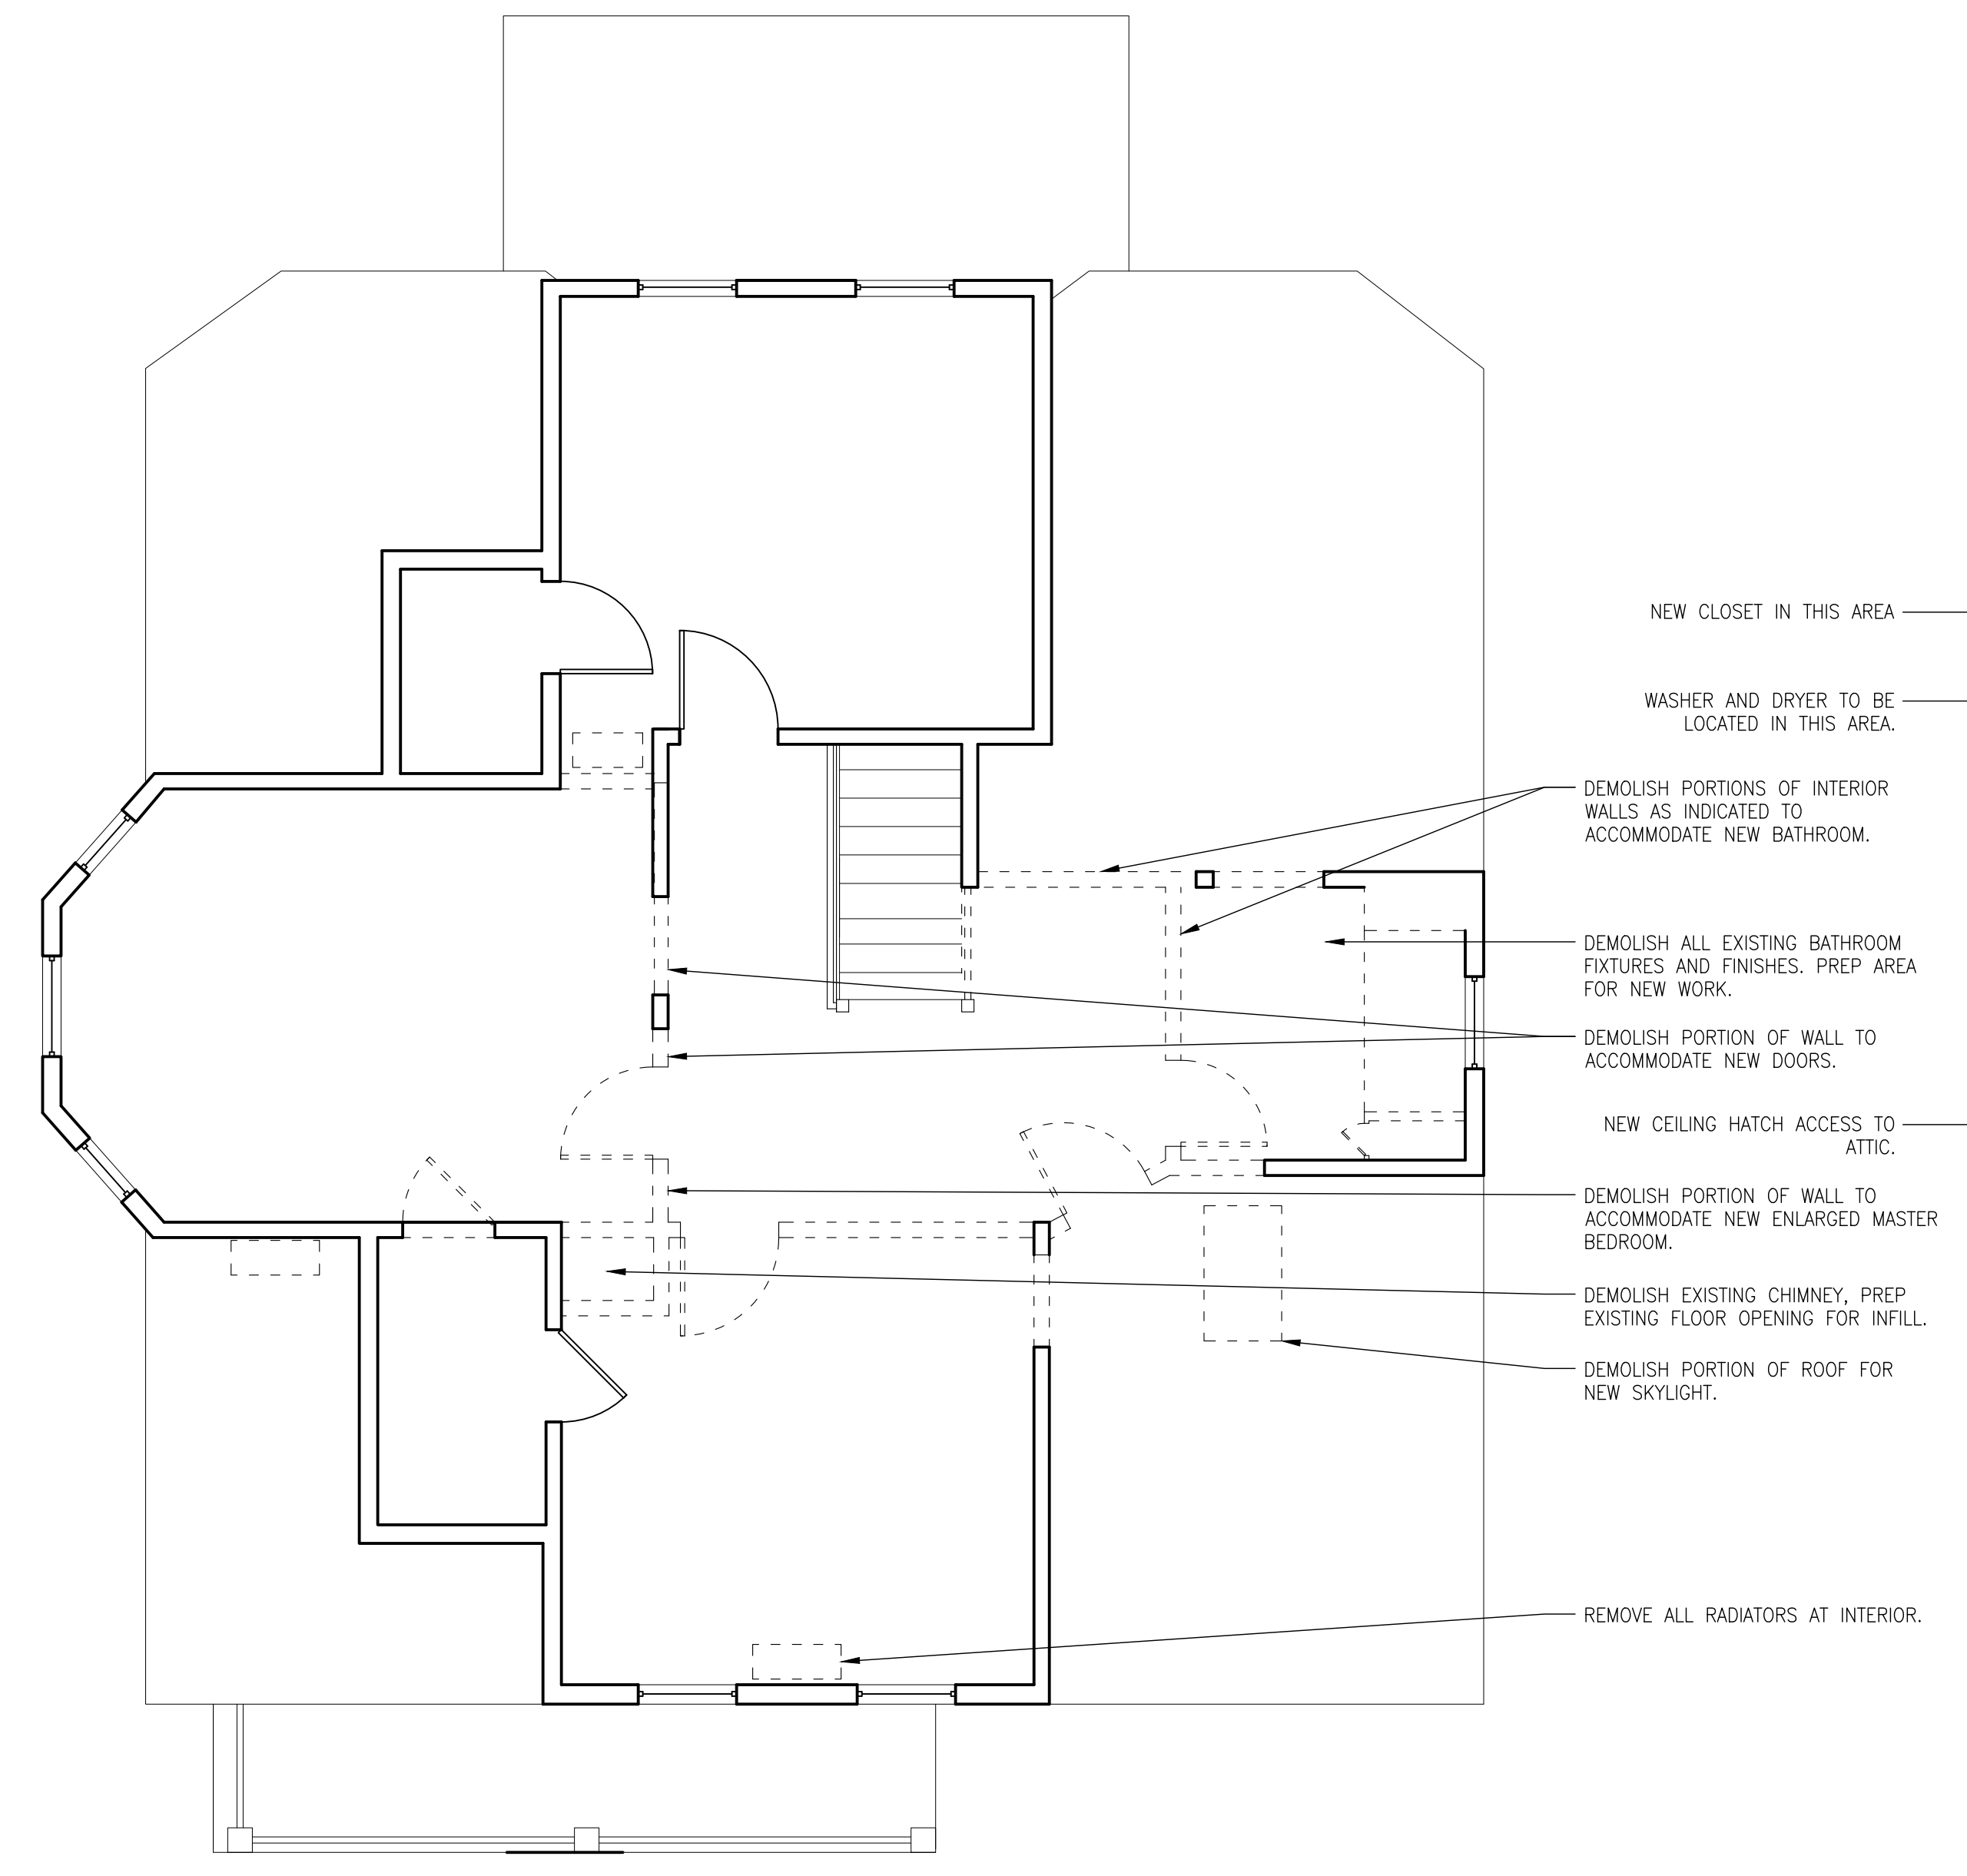 NEW CLOSET IN THIS AREA
WASHER AND DRYER TO BE
LOCATED IN THIS AREA.
DEMOLISH PORTIONS OF INTERIOR
WALLS AS INDICATED TO
ACCOMMODATE NEW BATHROOM.
DEMOLISH ALL EXISTING BATHROOM
FIXTURES AND FINISHES. PREP AREA
FOR NEW WORK.
DEMOLISH PORTION OF WALL TO
ACCOMMODATE NEW DOORS.
NEW CEILING HATCH ACCESS TO
ATTIC.
DEMOLISH PORTION OF WALL TO
ACCOMMODATE NEW ENLARGED MASTER
BEDROOM.
DEMOLISH EXISTING CHIMNEY, PREP
EXISTING FLOOR OPENING FOR INFILL.
DEMOLISH PORTION OF ROOF FOR
NEW SKYLIGHT.
REMOVE ALL RADIATORS AT INTERIOR.